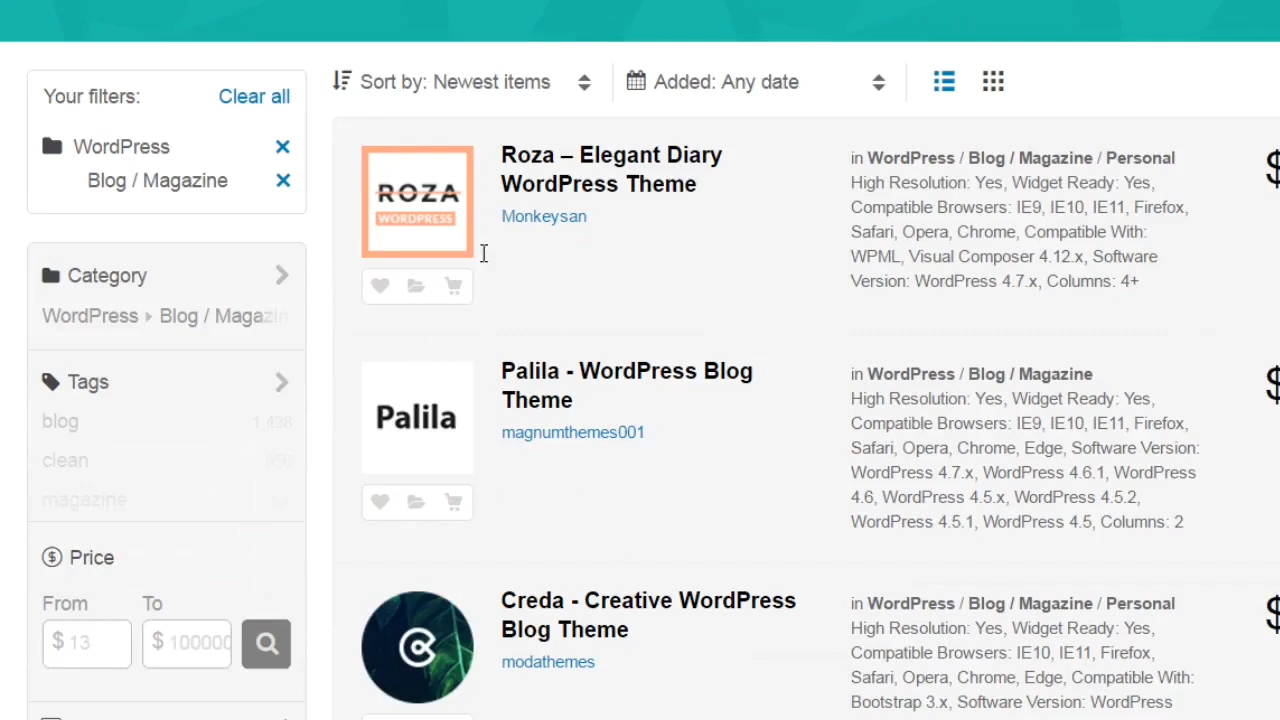 Your filters:
Clear all
WordPress
Blog / Magazine
Category
WordPress
Blog / Magazin
Tags
blog 1,428
clean
magazine
Price
From To
$ 13 $ 100000
Sort by: Newest items
Added: Any date
ROZA
WORDPRESS
Roza – Elegant Diary
WordPress Theme
Monkeysan
in WordPress / Blog / Magazine / Personal
High Resolution: Yes, Widget Ready: Yes,
Compatible Browsers: IE9, IE10, IE11, Firefox,
Safari, Opera, Chrome, Compatible With:
WPML, Visual Composer 4.12.x, Software
Version: WordPress 4.7.x, Columns: 4+
$
Palila
Palila - WordPress Blog
Theme
magnumthemes001
in WordPress / Blog / Magazine
High Resolution: Yes, Widget Ready: Yes,
Compatible Browsers: IE9, IE10, IE11, Firefox,
Safari, Opera, Chrome, Edge, Software Version:
WordPress 4.7.x, WordPress 4.6.1, WordPress
4.6, WordPress 4.5.x, WordPress 4.5.2,
WordPress 4.5.1, WordPress 4.5, Columns: 2
$
Creda - Creative WordPress
Blog Theme
modathemes
in WordPress / Blog / Magazine / Personal
High Resolution: Yes, Widget Ready: Yes,
Compatible Browsers: IE10, IE11, Firefox,
Safari, Opera, Chrome, Edge, Compatible With:
Bootstrap 3.x, Software Version: WordPress
$